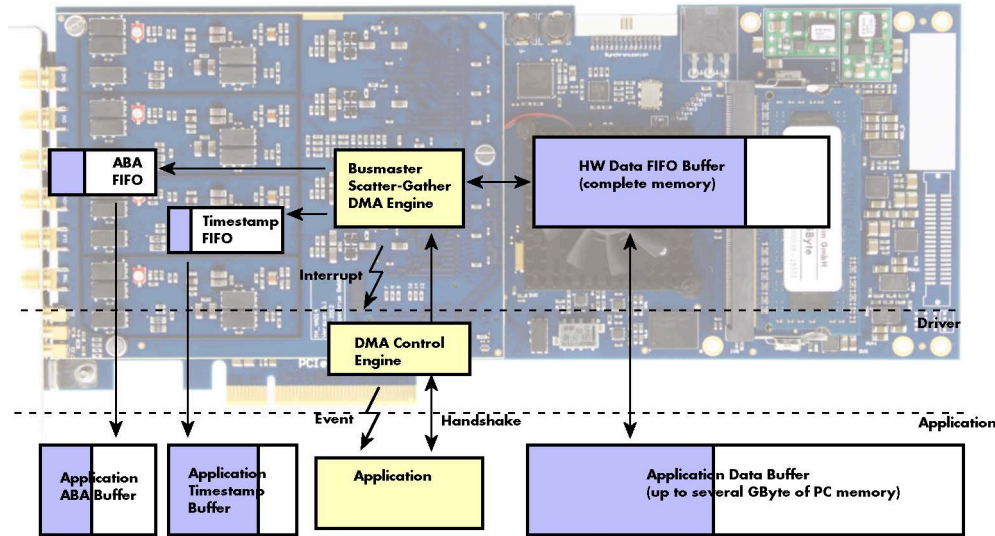 Synchronization
ABA
FIFO
Busmaster
Scatter-Gather
DMA Engine
HW Data FIFO Buffer
(complete memory)
Timestamp
FIFO
Interrupt
Driver
DMA Control
Engine
PCI
Event
Handshake
Application
Application
ABA Buffer
Application
Timestamp
Buffer
Application
Application Data Buffer
(up to several GByte of PC memory)